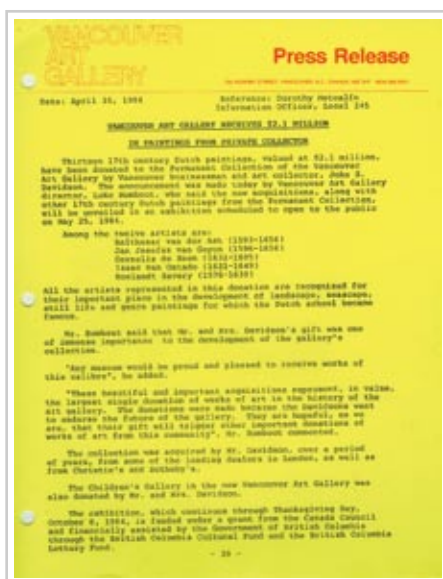 VANCOUVER
ART
GALLERY
Press Release
Date: April 30, 1984 Reference: Dorothy Metcalfe
Information Officer, Local 145
VANCOUVER ART GALLERY ARCHIVES $2.1 MILLION
IN PAINTINGS FROM PRIVATE COLLECTOR
Thirteen 17th century Dutch paintings, valued at $2.1 million,
have been donated to the Permanent Collection of the Vancouver
Art Gallery by Vancouver businessman and art collector, John
Davidson. The announcement was made today by Vancouver Art Gallery
director, Luke Rombout, who said the new acquisitions, along with
other 17th century Dutch paintings from the Permanent Collection,
will be unveiled in an exhibition scheduled to open to the public
on May 25, 1984.
Among the twelve artists are:
Balthasar van der Ast
Jan Josefsz van Goyen (1596-1656)
Cornelis de Heem
Isaac van Ostade
Roelandt Savery (1576-1639)
All the artists represented in this donation are recognized for
their important place in the development of landscape, seascape,
still life and genre paintings for which the Dutch school became
famous.
Mr. Rombout said that Mr. and Mrs. Davidson's gift was one
of immense importance to the development of the gallery's
collection.
"Any museum would be proud and pleased to receive works of
this calibre", he added.
"These beautiful and important acquisitions represent, in value,
the largest single donation of works of art in the history of the
art gallery. The donations were made because the Davidsons want
to endorse the future of the gallery. They are hopeful, as we
are, that their gift will trigger other important donations of
works of art from this community", Mr. Rombout commented.
The collection was acquired by Mr. Davidson, over a period
of years, from some of the leading dealers in London, as well as
from Christie's and Sotheby's.
The Children's Gallery in the new Vancouver Art Gallery was
also donated by Mr. and Mrs. Davidson.
The exhibition, which continues through Thanksgiving Day,
October 8, 1984, is funded under a grant from the Canada Council
and financially assisted by the Government of British Columbia
through the British Columbia Cultural Fund and the British Columbia
Lottery Fund.
- 30 -